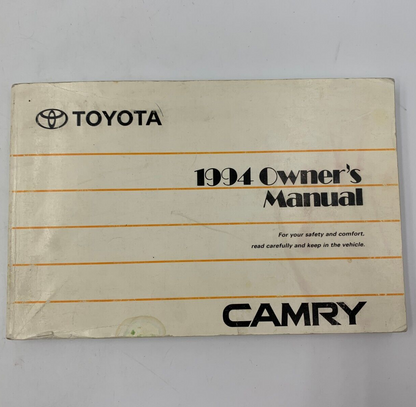 TOYOTA
1994 Owner's
Manual
For your safety and comfort,
read carefully and keep in the vehicle.
CAMRY